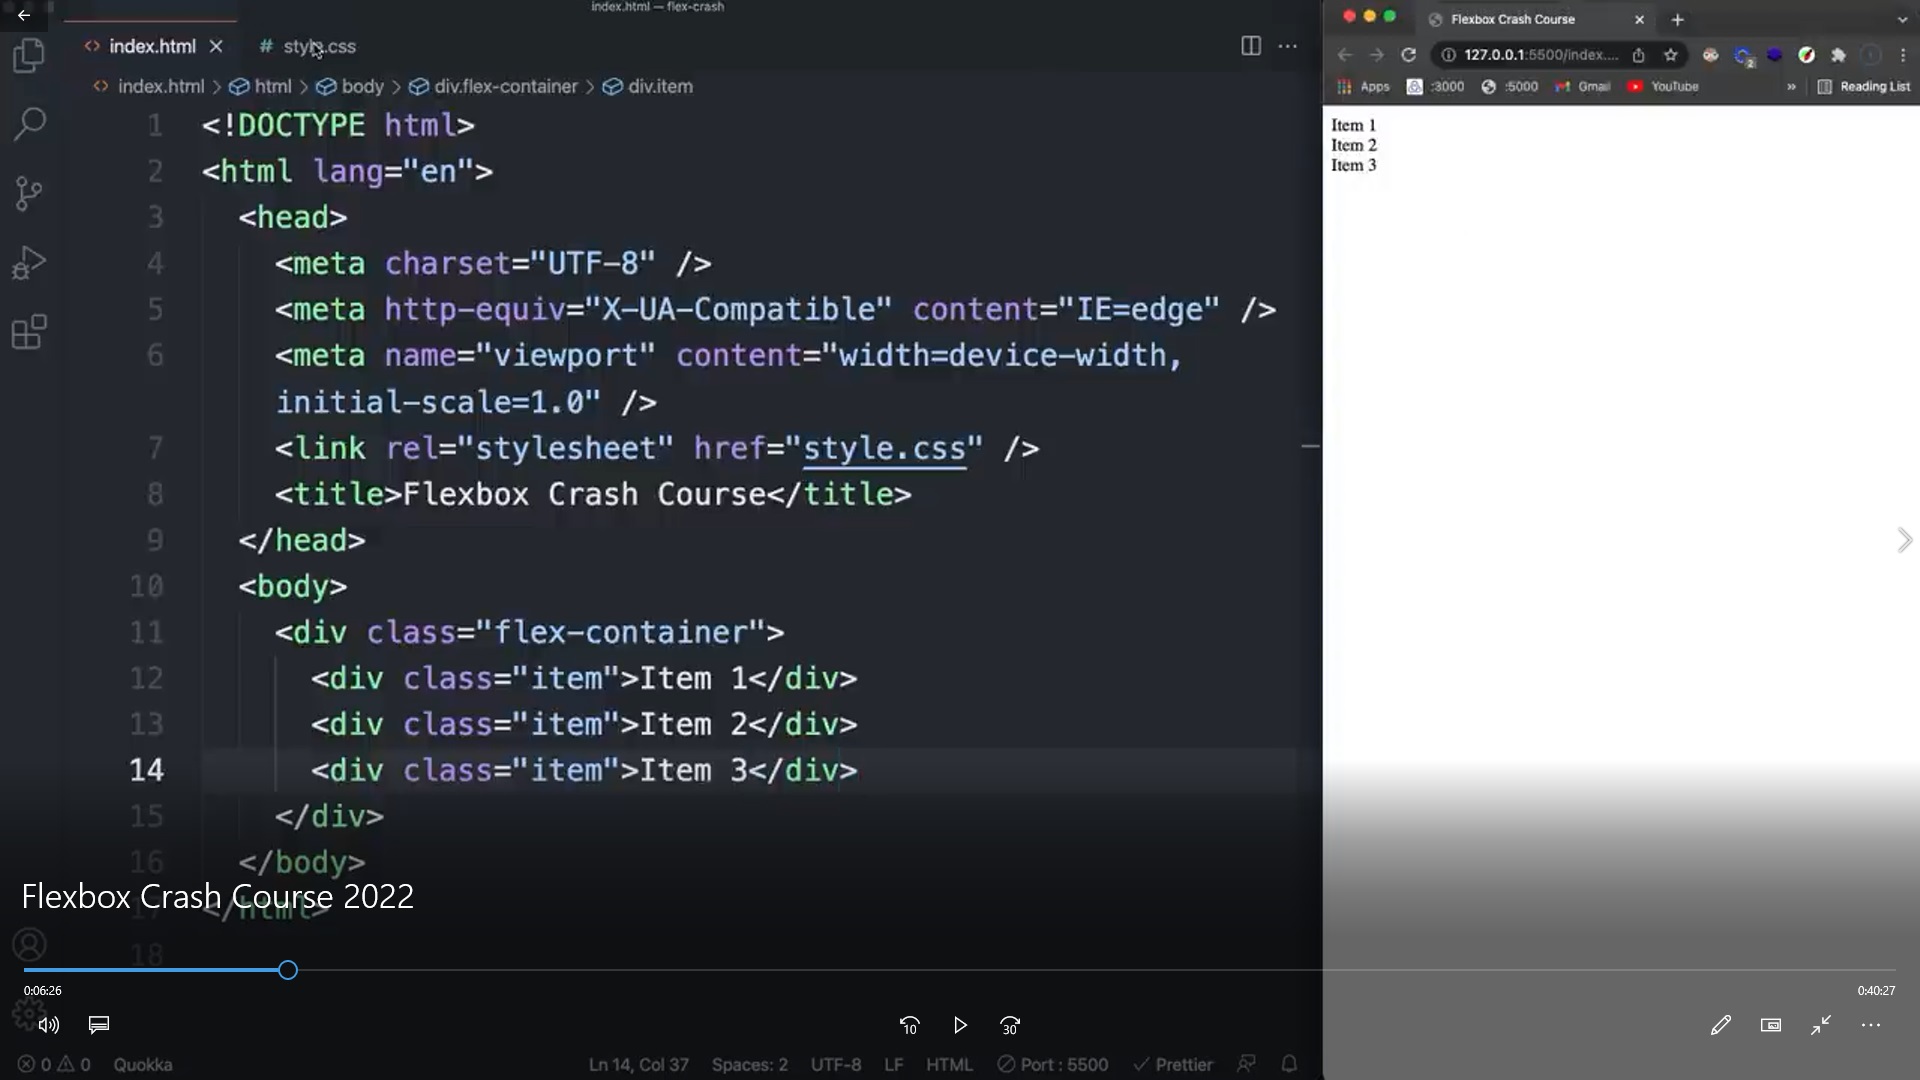 index.html — flex-crash
index.html
# style.css
index.html > html > body > div.flex-container > div.item
1 <!DOCTYPE html>
2 <html lang="en">
3 <head>
4 <meta charset="UTF-8" />
5 <meta http-equiv="X-UA-Compatible" content="IE=edge" />
6 <meta name="viewport" content="width=device-width,
initial-scale=1.0" />
7 <link rel="stylesheet" href="style.css" />
8 <title>Flexbox Crash Course</title>
9 </head>
10 <body>
11 <div class="flex-container">
12 <div class="item">Item 1</div>
13 <div class="item">Item 2</div>
14 <div class="item">Item 3</div>
15 </div>
16 </body>
17 </html>
18
Flexbox Crash Course 2022
0:06:26
0:40:27
10
30
0 0 Quokka
Ln 14, Col 37 Spaces: 2 UTF-8 LF HTML Port : 5500 Prettier
Flexbox Crash Course
127.0.0.1:5500/index....
2
Apps :3000 :5000 Gmail YouTube » Reading List
Item 1
Item 2
Item 3